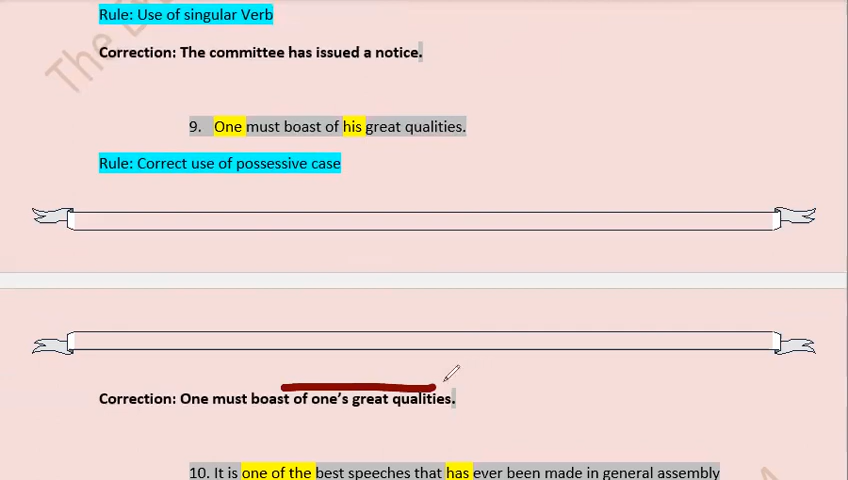 Rule: Use of singular Verb
Correction: The committee has issued a notice.
9. One must boast of his great qualities.
Rule: Correct use of possessive case
Correction: One must boast of one’s great qualities.
10. It is one of the best speeches that has ever been made in general assembly